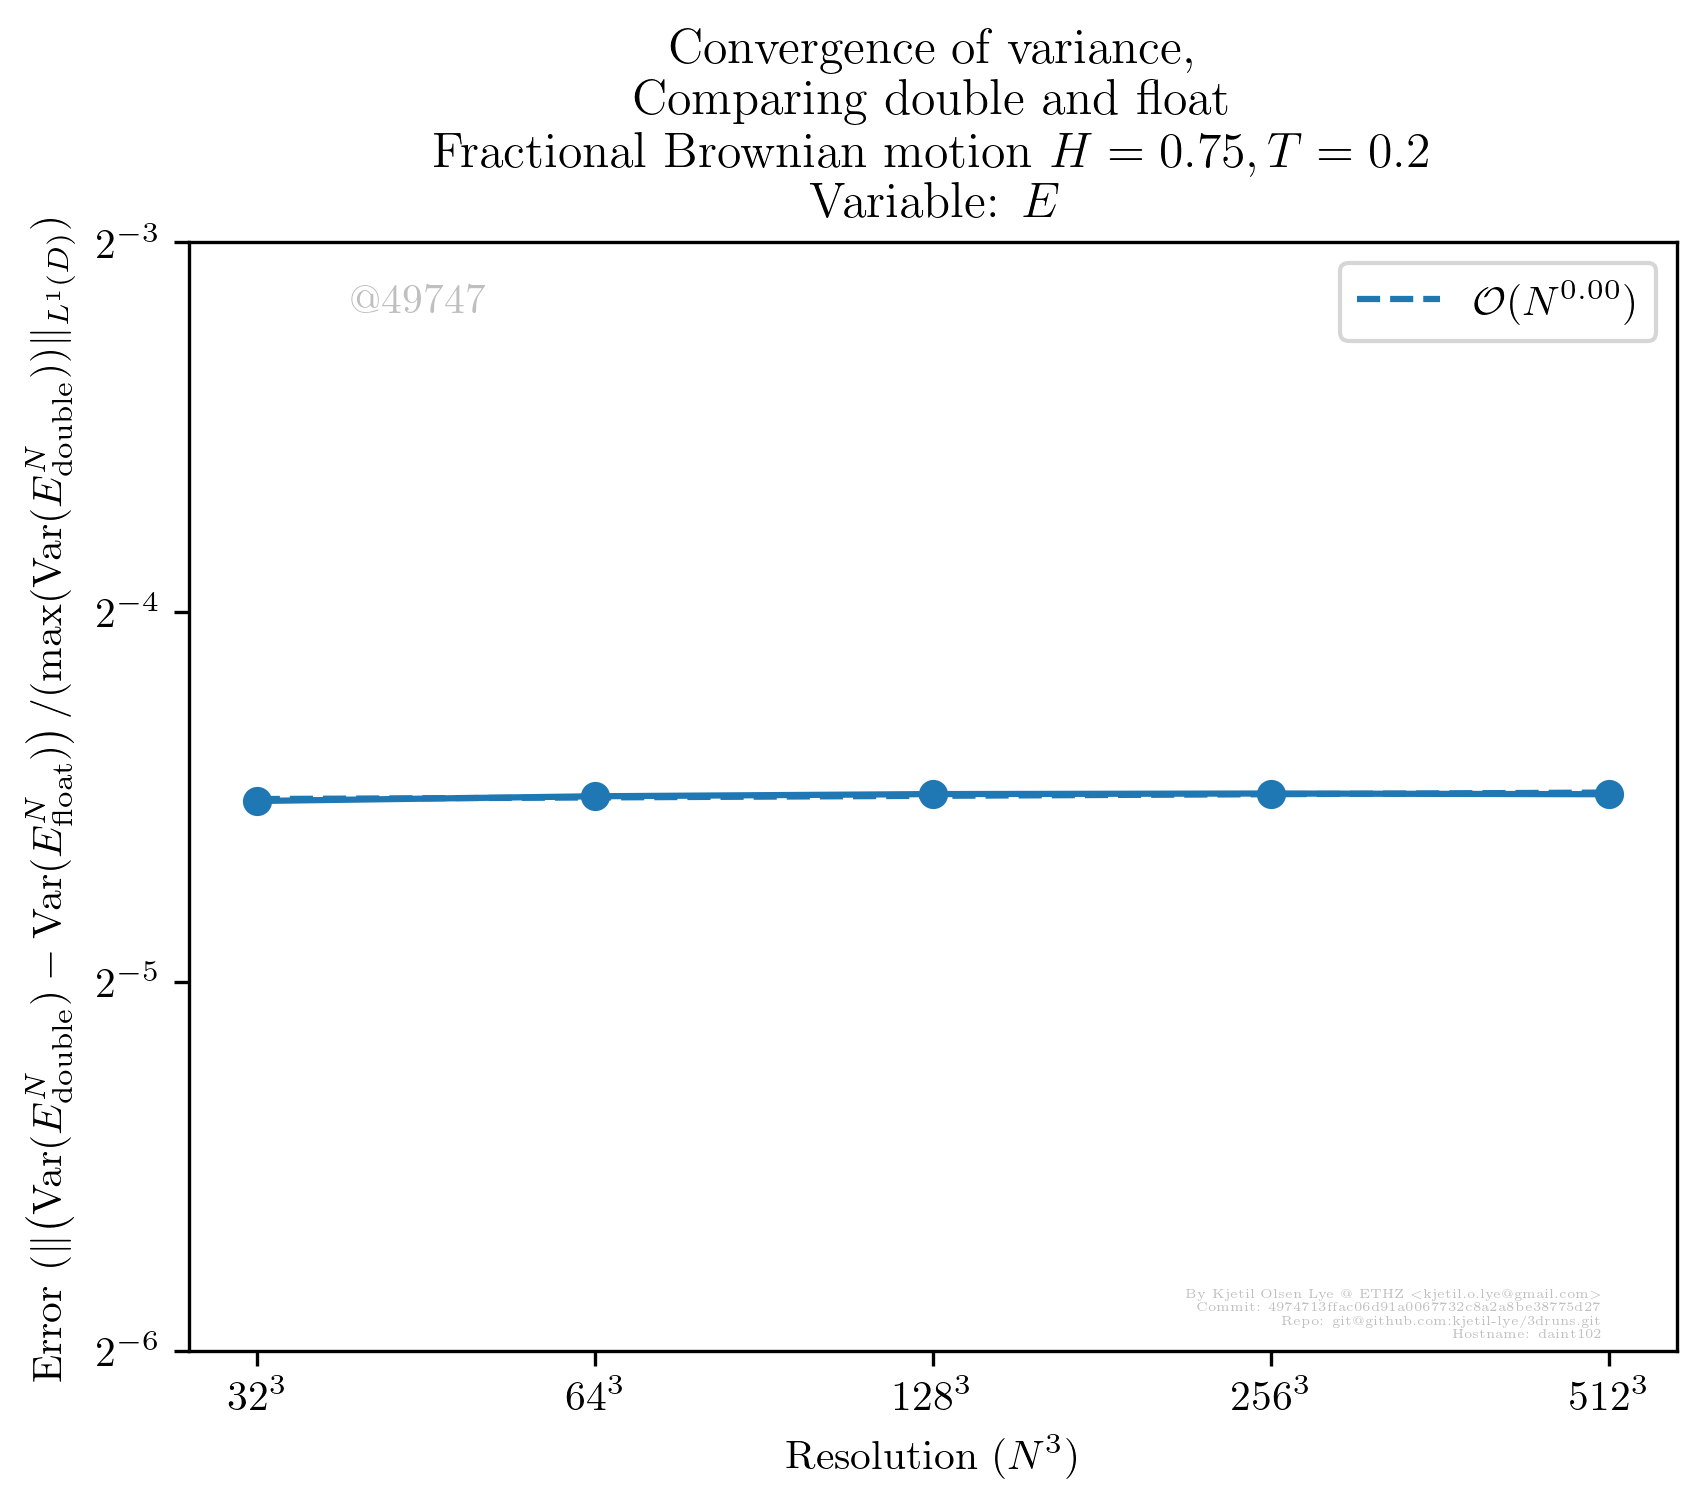 Convergence of variance,
Comparing double and float
Fractional Brownian motion H = 0.75, T = 0.2
Variable: E
Error (‖(Var(E^N_double) − Var(E^N_float)) /(max(Var(E^N_double)))‖_{L^1(D)})
2^{−3}
2^{−4}
2^{−5}
2^{−6}
@49747
O(N^{0.00})
By Kjetil Olsen Lye @ ETHZ <kjetil.o.lye@gmail.com>
Commit: 4974713ffac06d91a0067732c8a2a8be38775d27
Repo: git@github.com:kjetil-lye/3druns.git
Hostname: daint102
32^3 64^3 128^3 256^3 512^3
Resolution (N^3)